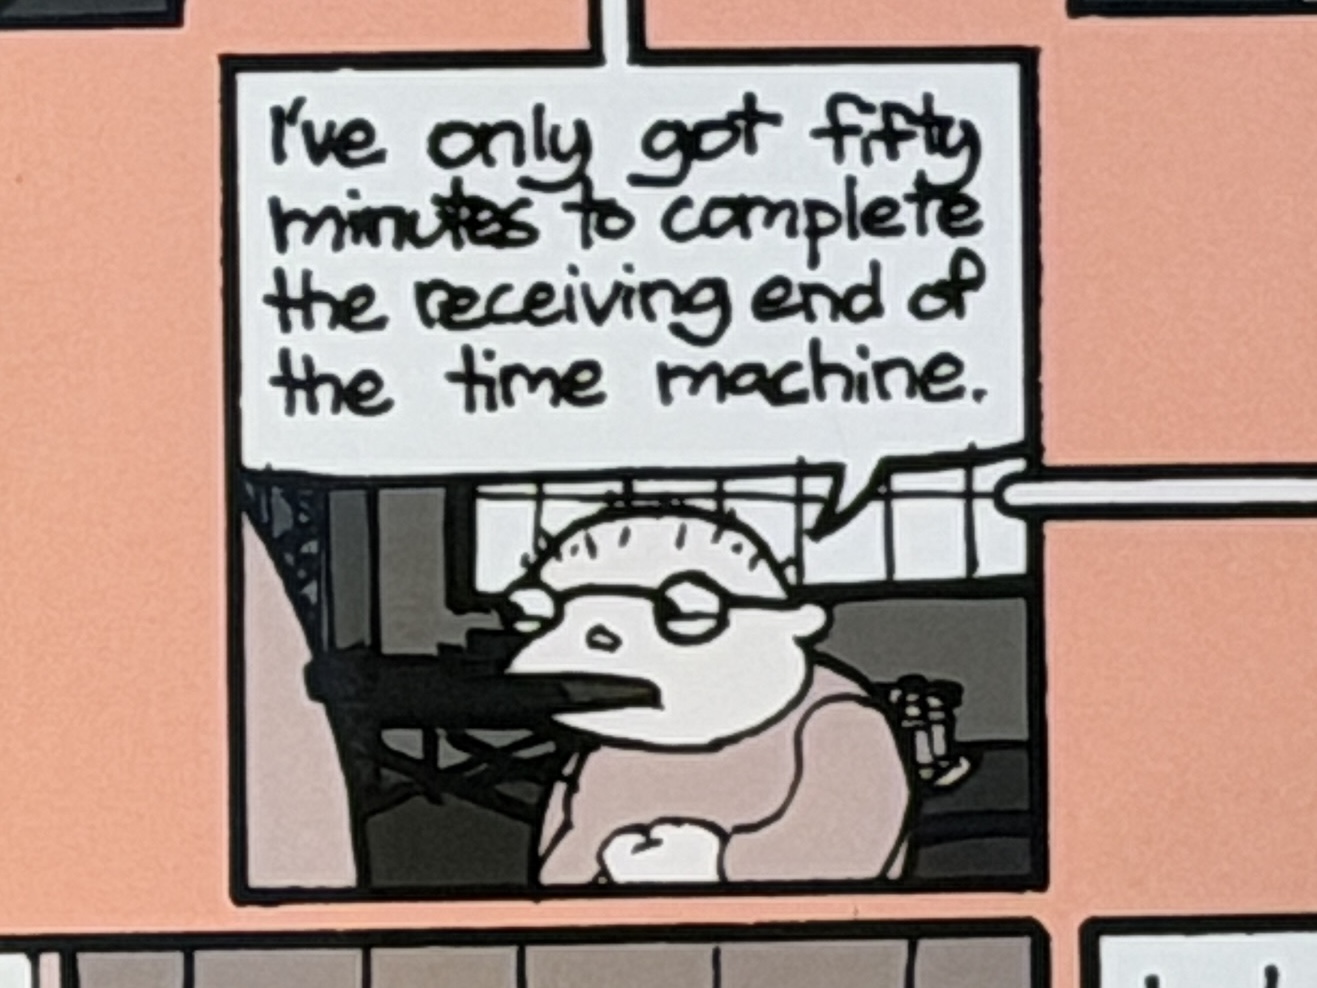 I've only got fifty
minutes to complete
the receiving end of
the time machine.